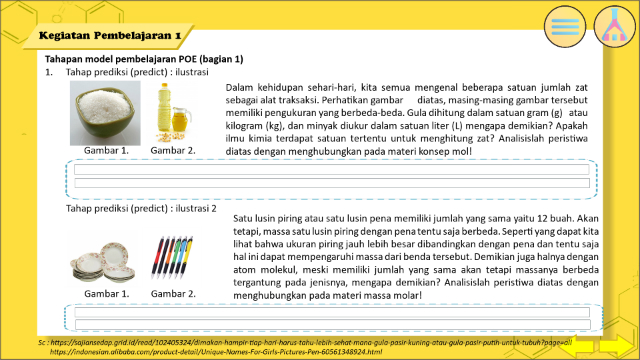 Kegiatan Pembelajaran 1
Tahapan model pembelajaran POE (bagian 1)
1. Tahap prediksi (predict) : ilustrasi
Dalam kehidupan sehari-hari, kita semua mengenal beberapa satuan jumlah zat
sebagai alat traksaksi. Perhatikan gambar diatas, masing-masing gambar tersebut
memiliki pengukuran yang berbeda-beda. Gula dihitung dalam satuan gram (g) atau
kilogram (kg), dan minyak diukur dalam satuan liter (L) mengapa demikian? Apakah
ilmu kimia terdapat satuan tertentu untuk menghitung zat? Analisislah peristiwa
diatas dengan menghubungkan pada materi konsep mol!
Gambar 1. Gambar 2.
Tahap prediksi (predict) : ilustrasi 2
Satu lusin piring atau satu lusin pena memiliki jumlah yang sama yaitu 12 buah. Akan
tetapi, massa satu lusin piring dengan pena tentu saja berbeda. Seperti yang dapat kita
lihat bahwa ukuran piring jauh lebih besar dibandingkan dengan pena dan tentu saja
hal ini dapat mempengaruhi massa dari benda tersebut. Demikian juga halnya dengan
atom molekul, meski memiliki jumlah yang sama akan tetapi massanya berbeda
tergantung pada jenisnya, mengapa demikian? Analisislah peristiwa diatas dengan
menghubungkan pada materi massa molar!
Gambar 1. Gambar 2.
Sc : https://sajiansedap.grid.id/read/102405324/dimakan-hampir-tiap-hari-harus-tahu-lebih-sehat-mana-gula-pasir-kuning-atau-gula-pasir-putih-untuk-tubuh?page=all
https://indonesian.alibaba.com/product-detail/Unique-Names-For-Girls-Pictures-Pen-60561348924.html